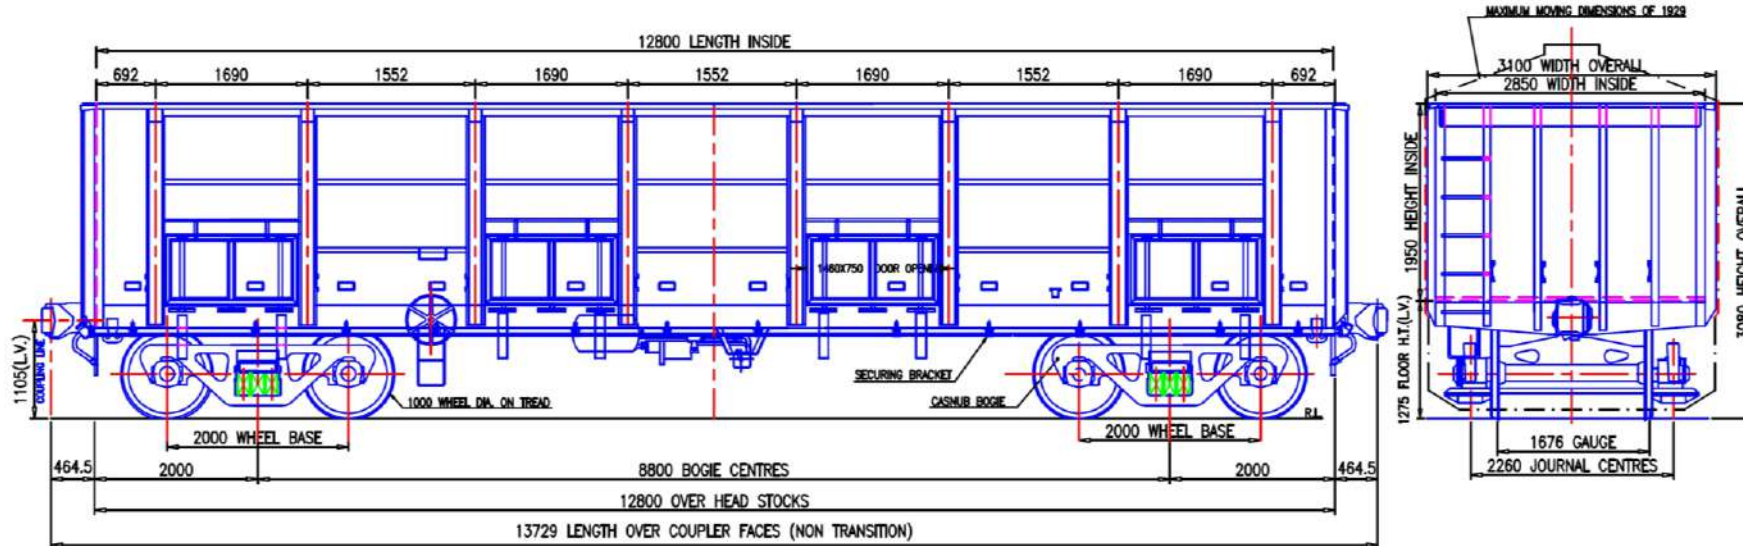 MAXIMUM MOVING DIMENSIONS OF 1929
12800 LENGTH INSIDE
692 1690 1552 1690 1552 1690 1552 1690 692
3100 WIDTH OVERALL
2850 WIDTH INSIDE
1950 HEIGHT INSIDE
1460X750 DOOR OPENING
1105(L.V.)
COUPLING LINE
SECURING BRACKET
1000 WHEEL DIA. ON TREAD
CASNUB BOGIE
R.L.
1275 FLOOR H.T.(L.V.)
2000 WHEEL BASE
2000 WHEEL BASE
1676 GAUGE
464.5 2000 8800 BOGIE CENTRES 2000 464.5
2260 JOURNAL CENTRES
12800 OVER HEAD STOCKS
13729 LENGTH OVER COUPLER FACES (NON TRANSITION)